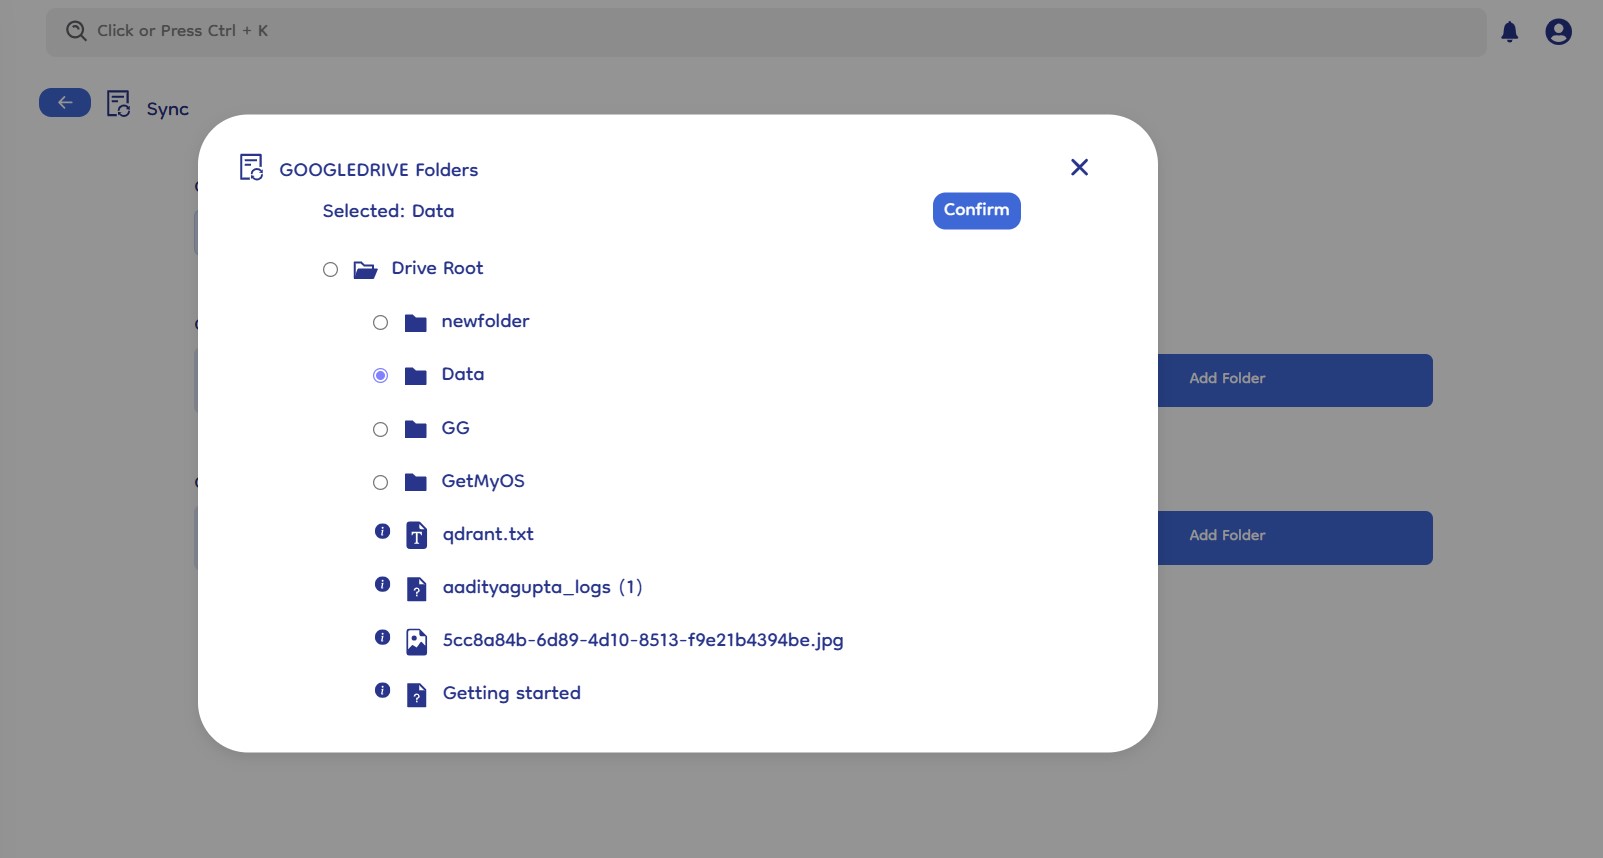 Click or Press Ctrl + K
Sync
GOOGLEDRIVE Folders
Selected: Data
Confirm
Drive Root
newfolder
Data
Add Folder
GG
GetMyOS
qdrant.txt
Add Folder
aadityagupta_logs (1)
5cc8a84b-6d89-4d10-8513-f9e21b4394be.jpg
Getting started